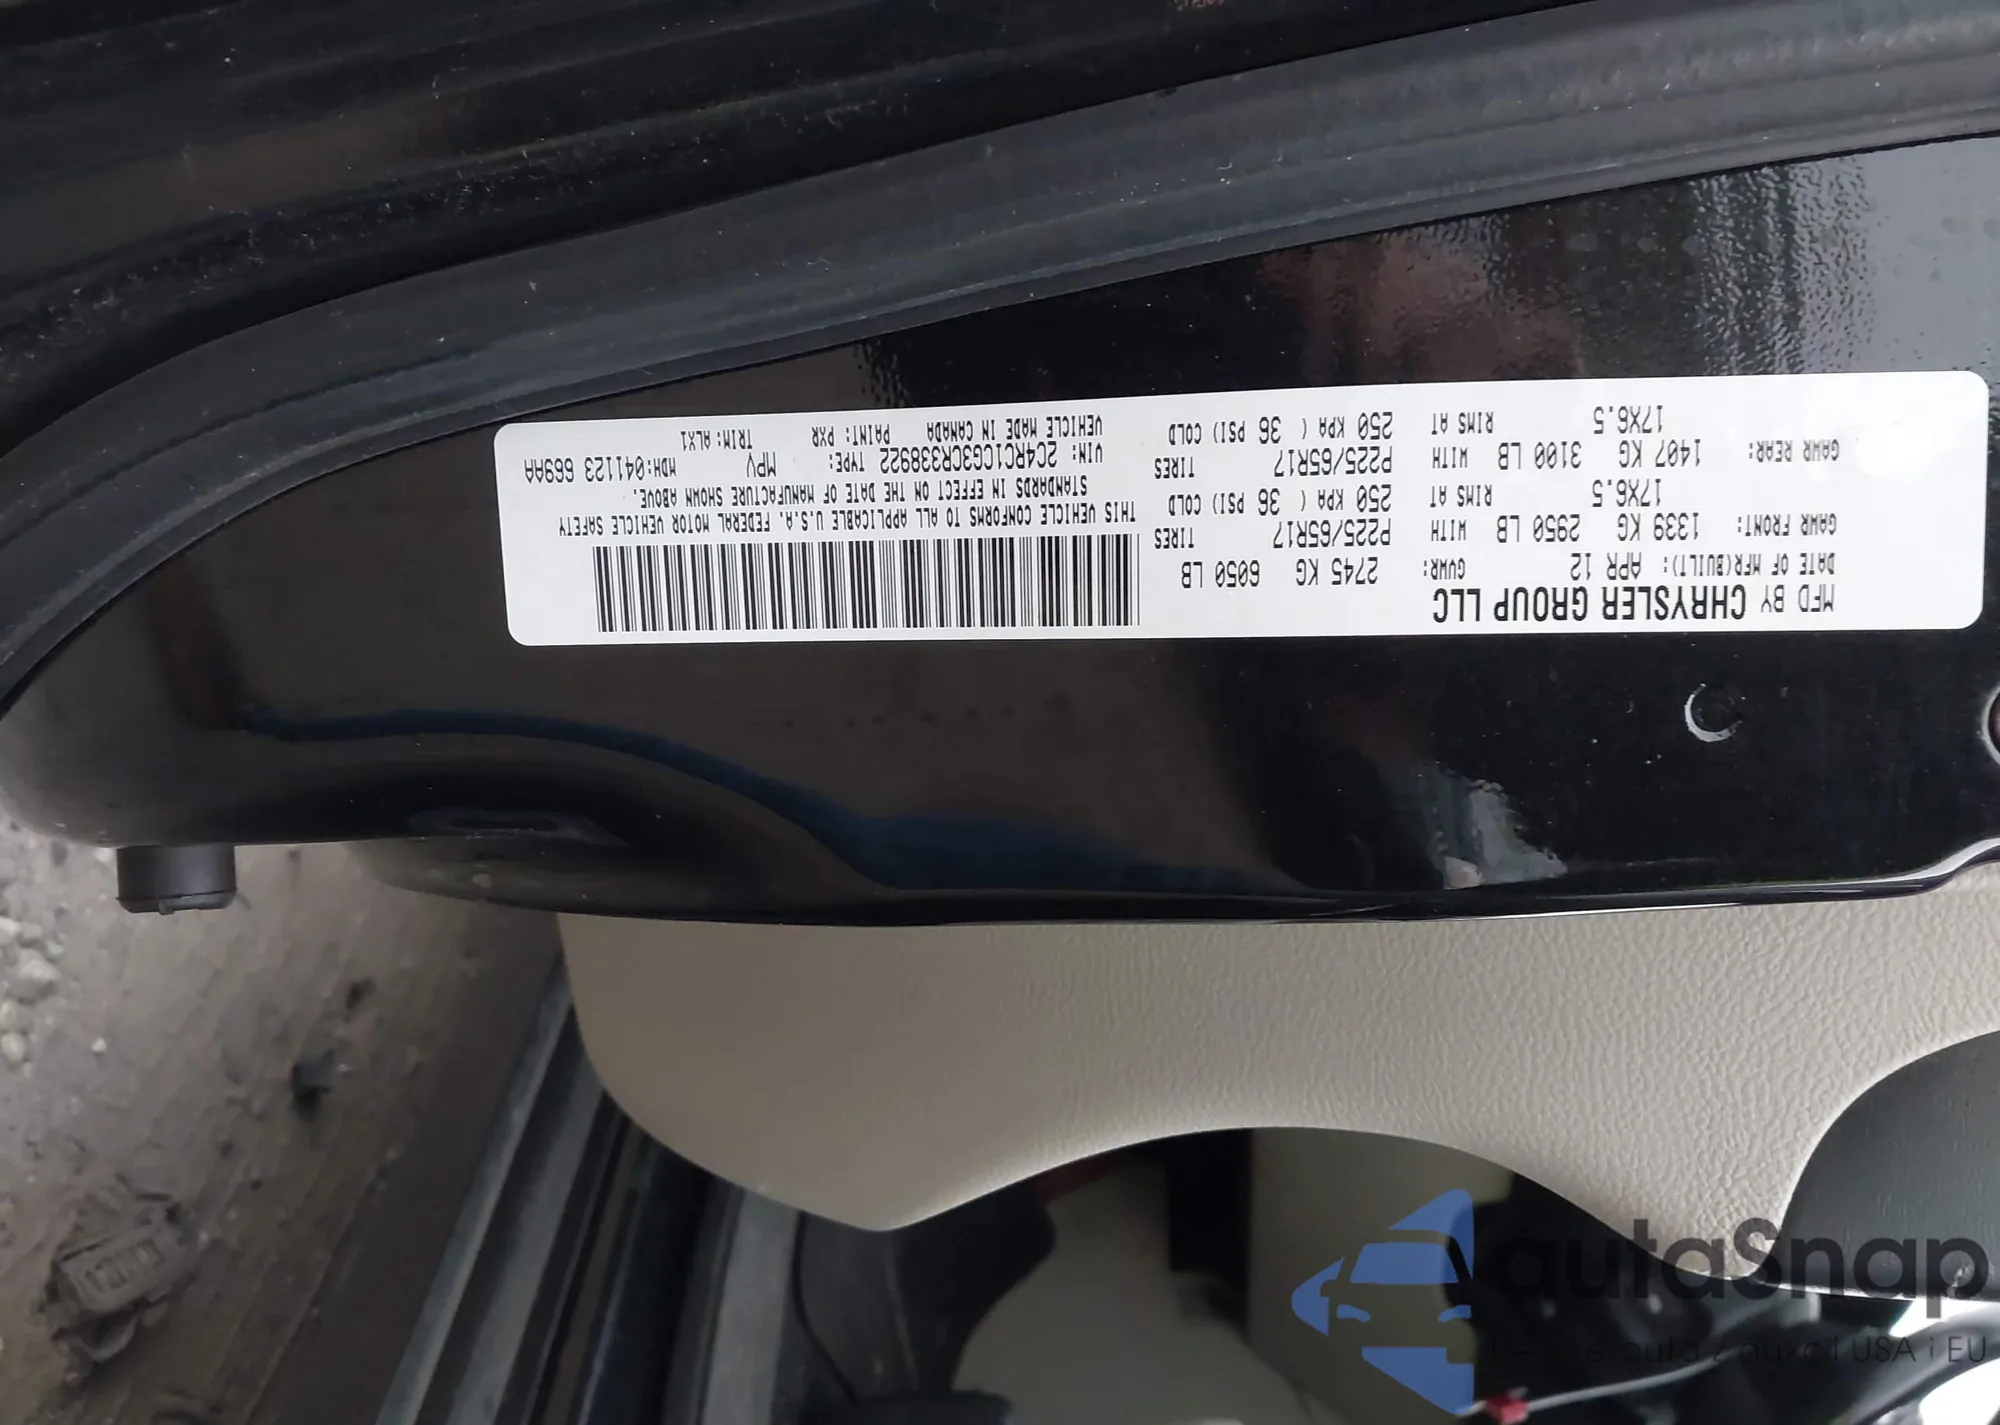 MFD BY CHRYSLER GROUP LLC
DATE OF MFR(BUILT): APR 12 GVWR: 2745 KG 6050 LB
GAWR FRONT: 1339 KG 2950 LB WITH P225/65R17 TIRES
17X6.5 RIMS AT 250 KPA ( 36 PSI) COLD
GAWR REAR: 1407 KG 3100 LB WITH P225/65R17 TIRES
17X6.5 RIMS AT 250 KPA ( 36 PSI) COLD
THIS VEHICLE CONFORMS TO ALL APPLICABLE U.S.A. FEDERAL MOTOR VEHICLE SAFETY
STANDARDS IN EFFECT ON THE DATE OF MANUFACTURE SHOWN ABOVE.
VIN: 2C4RC1CG3CR338922 TYPE: MPV MDH:041123 669AA
VEHICLE MADE IN CANADA PAINT: PXR TRIM:ALX1
autaSnap
USA i EU